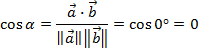 cos α = (a⃗ · b⃗) / (‖a⃗‖‖b⃗‖) = cos 0° = 0